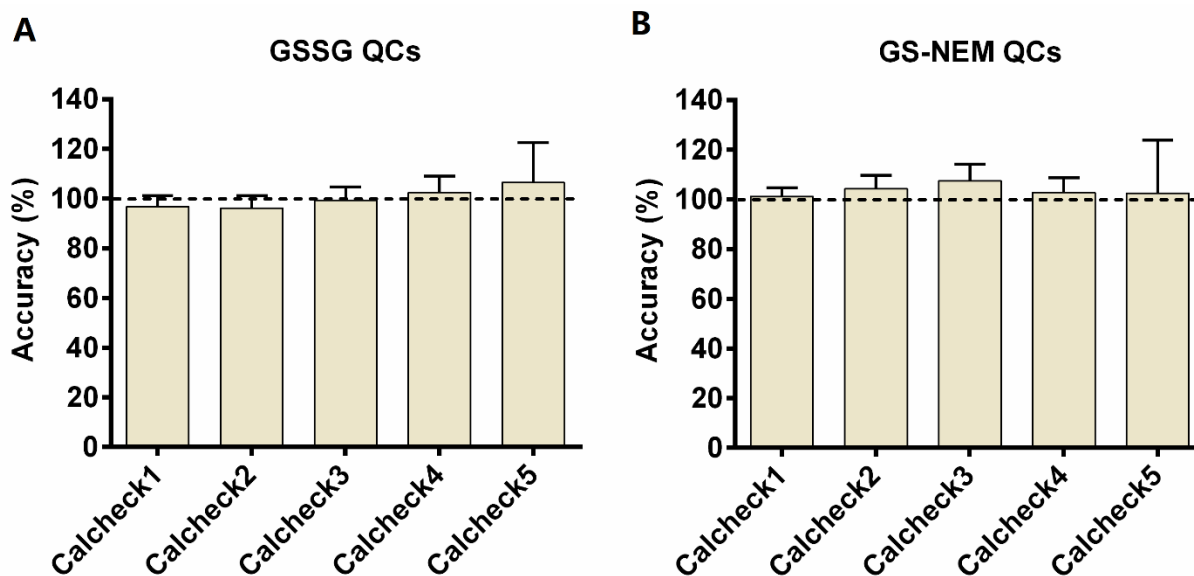 A
GSSG QCs
Accuracy (%)
140
120
100
80
60
40
20
0
Calcheck1
Calcheck2
Calcheck3
Calcheck4
Calcheck5
B
GS-NEM QCs
Accuracy (%)
140
120
100
80
60
40
20
0
Calcheck1
Calcheck2
Calcheck3
Calcheck4
Calcheck5